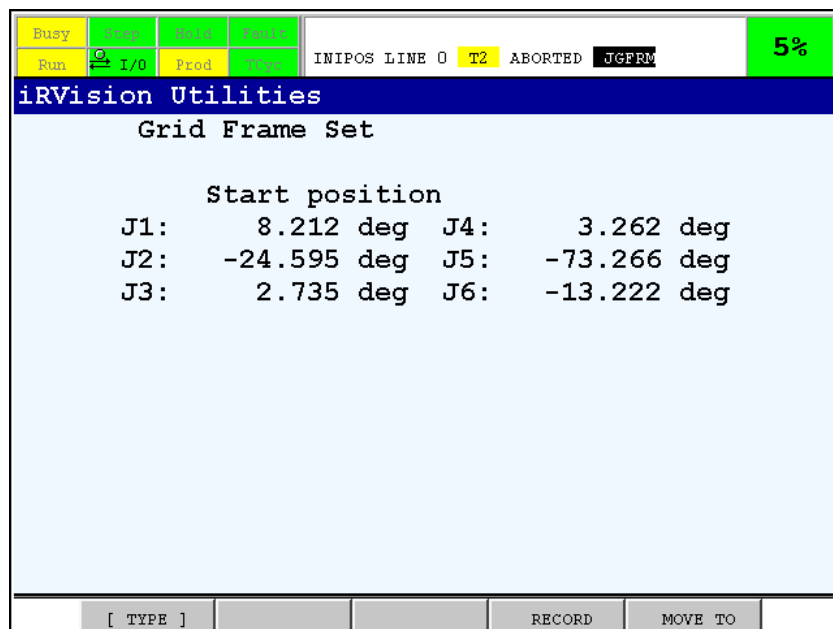 Busy Step Hold Fault
Run I/O Prod TCyc
INIPOS LINE 0 T2 ABORTED JGFRM
5%
iRVision Utilities
Grid Frame Set
Start position
J1: 8.212 deg J4: 3.262 deg
J2: -24.595 deg J5: -73.266 deg
J3: 2.735 deg J6: -13.222 deg
[ TYPE ] RECORD MOVE TO